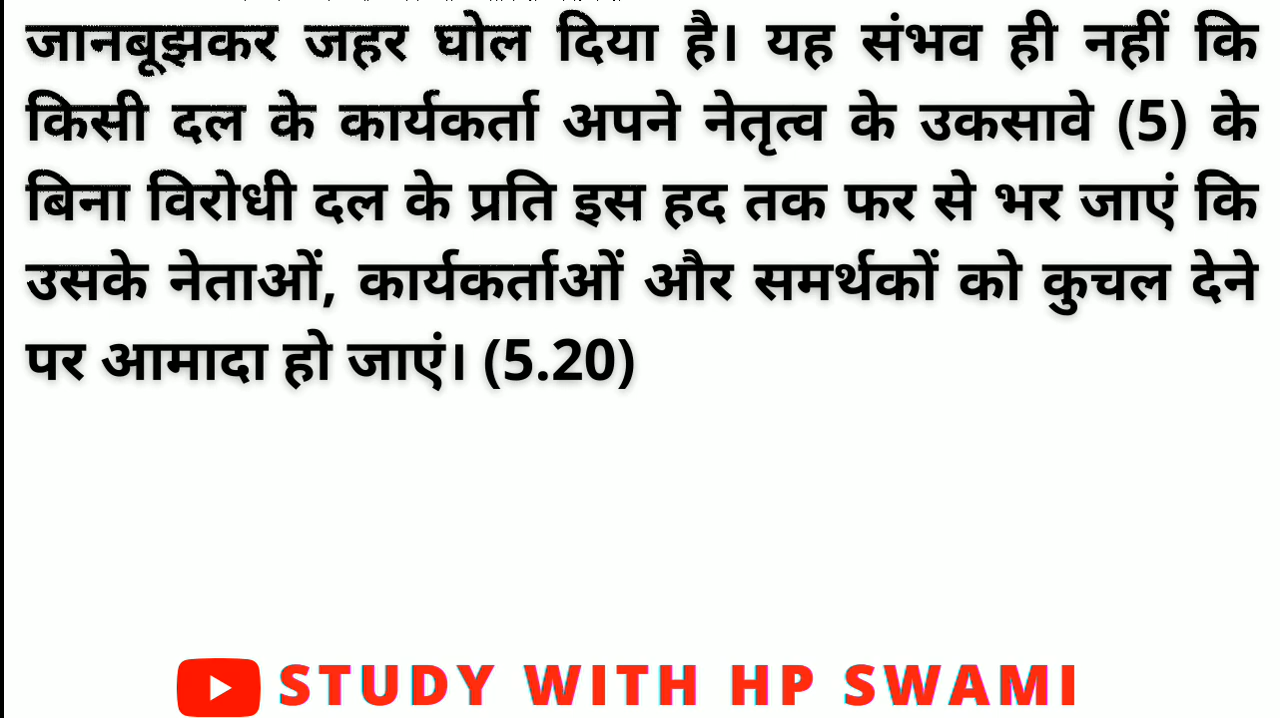 जानबूझकर जहर घोल दिया है। यह संभव ही नहीं कि
किसी दल के कार्यकर्ता अपने नेतृत्व के उकसावे (5) के
बिना विरोधी दल के प्रति इस हद तक फर से भर जाएं कि
उसके नेताओं, कार्यकर्ताओं और समर्थकों को कुचल देने
पर आमादा हो जाएं। (5.20)
STUDY WITH HP SWAMI